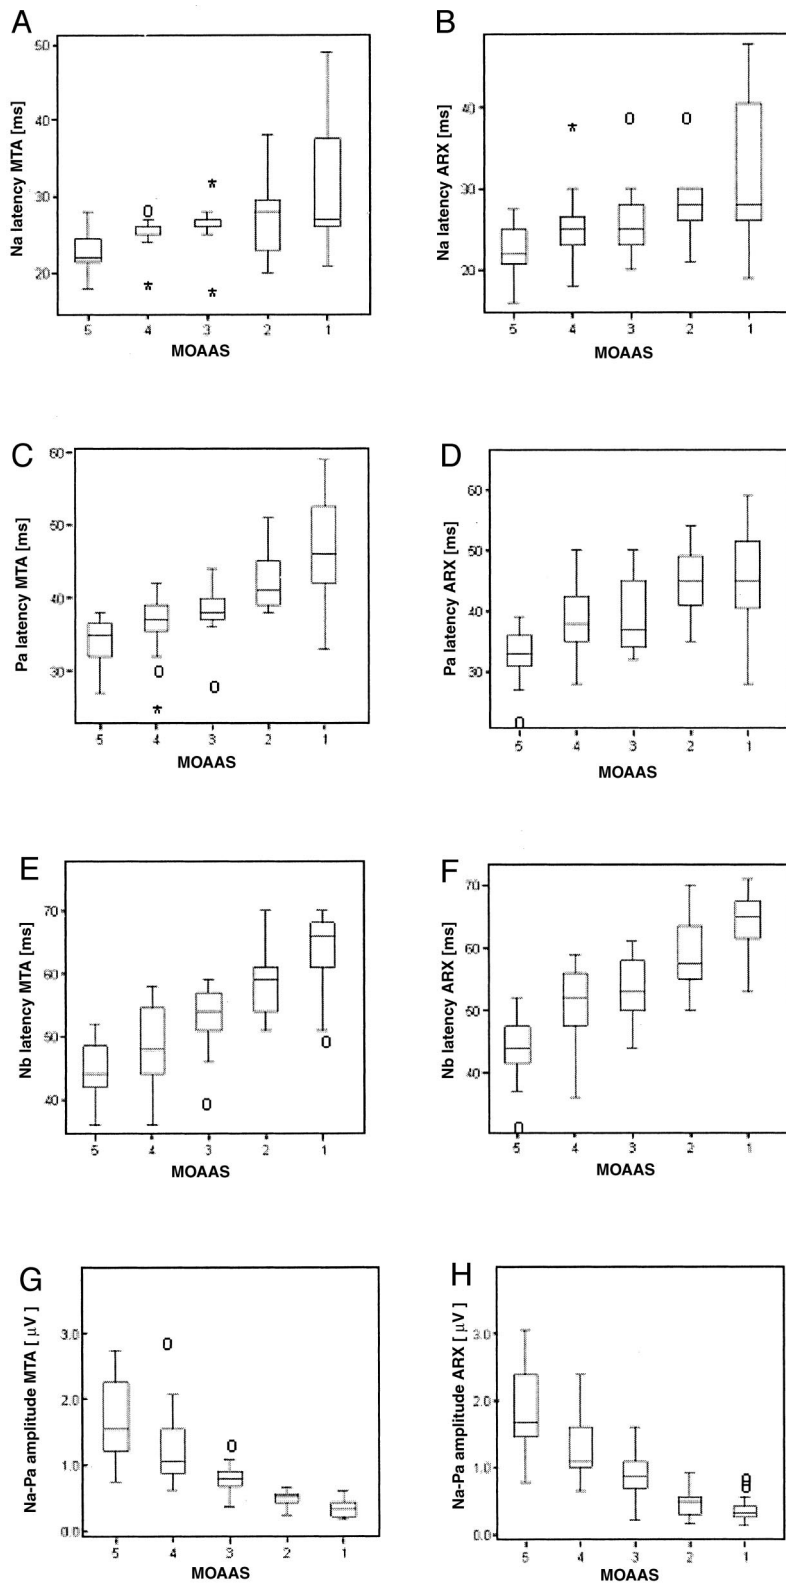 A
Na latency MTA [ms]
50
40
30
20
5 4 3 2 1
MOAAS
B
Na latency ARX [ms]
40
30
20
5 4 3 2 1
MOAAS
C
Pa latency MTA [ms]
60
50
40
30
5 4 3 2 1
MOAAS
D
Pa latency ARX [ms]
60
50
40
30
5 4 3 2 1
MOAAS
E
Nb latency MTA [ms]
70
60
50
40
5 4 3 2 1
MOAAS
F
Nb latency ARX [ms]
70
60
50
40
5 4 3 2 1
MOAAS
G
Na-Pa amplitude MTA [ µV ]
3.0
2.0
1.0
0.0
5 4 3 2 1
MOAAS
H
Na-Pa amplitude ARX [ µV ]
3.0
2.0
1.0
0.0
5 4 3 2 1
MOAAS